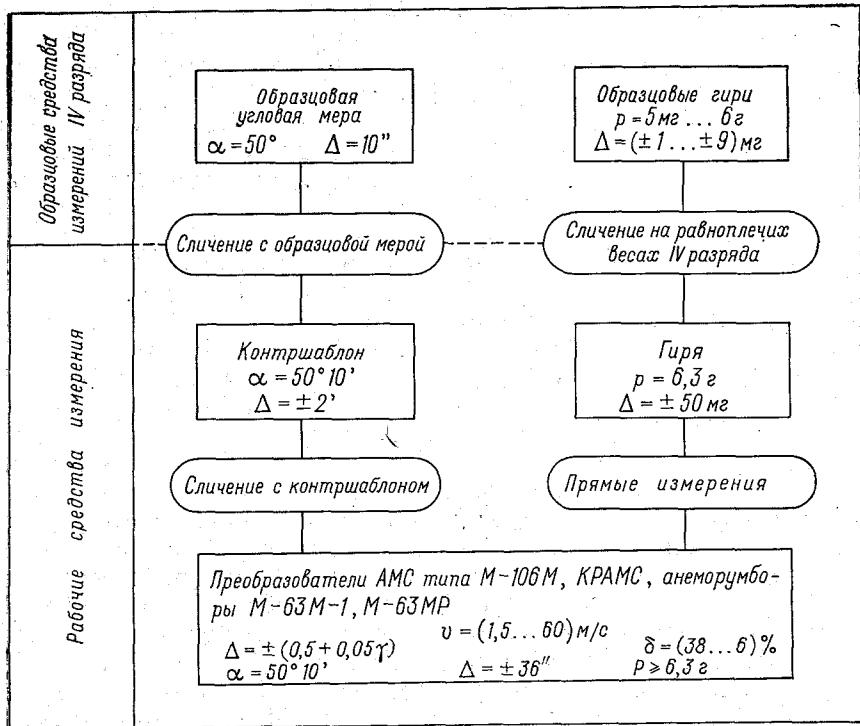 Образцовые средства
измерений IV разряда
Образцовая
угловая мера
α = 50° Δ = 10"
Образцовые гири
p = 5 мг ... 6 г
Δ = (±1 ... ±9) мг
Сличение с образцовой мерой
Сличение на равноплечих
весах IV разряда
Рабочие средства измерения
Контршаблон
α = 50° 10'
Δ = ± 2'
Гиря
p = 6,3 г
Δ = ± 50 мг
Сличение с контршаблоном
Прямые измерения
Преобразователи АМС типа М-106М, КРАМС, анеморумбо-
ры М-63М-1, М-63МР
υ = (1,5 ... 60) м/с
Δ = ± (0,5 + 0,05γ) δ = (38 ... 6) %
α = 50° 10' Δ = ± 36" P ≥ 6,3 г